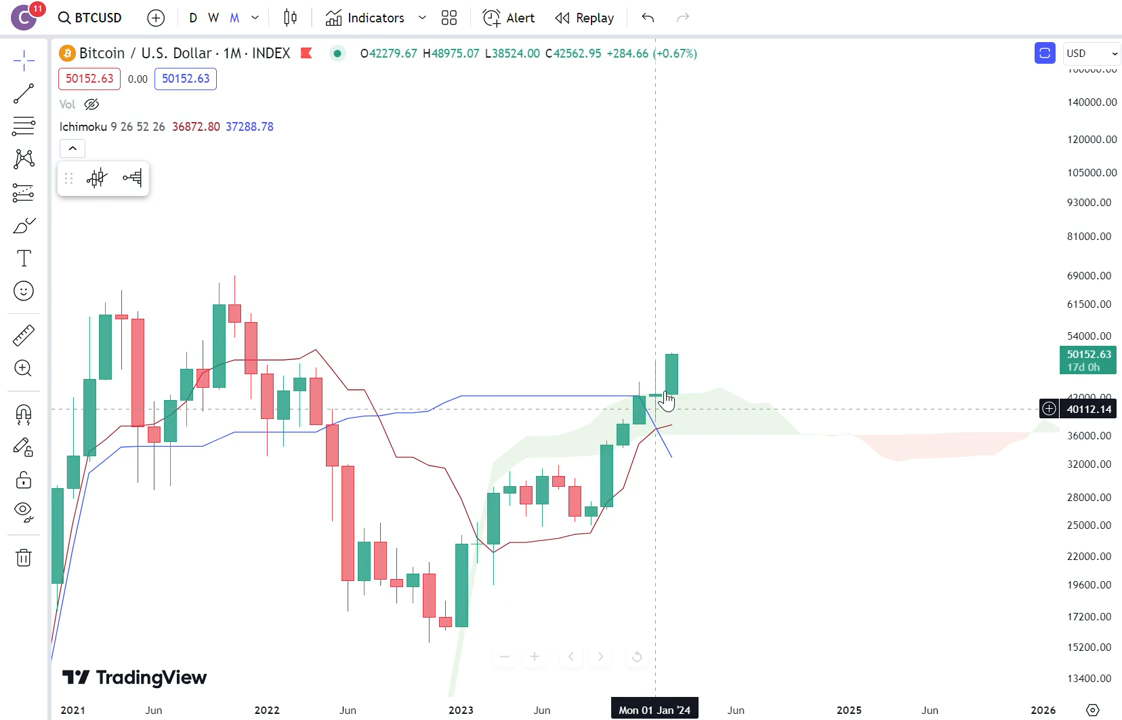 C 11 BTCUSD D W M Indicators Alert Replay
Bitcoin / U.S. Dollar · 1M · INDEX O42279.67 H48975.07 L38524.00 C42562.95 +284.66 (+0.67%) USD
50152.63 0.00 50152.63
Vol
Ichimoku 9 26 52 26 36872.80 37288.78
160000.00
140000.00
120000.00
105000.00
93000.00
81000.00
69000.00
61500.00
54000.00
50152.63
17d 0h
42000.00
40112.14
36000.00
32000.00
28000.00
25000.00
22000.00
19600.00
17200.00
15200.00
13400.00
TradingView
2021 Jun 2022 Jun 2023 Jun Mon 01 Jan '24 Jun 2025 Jun 2026